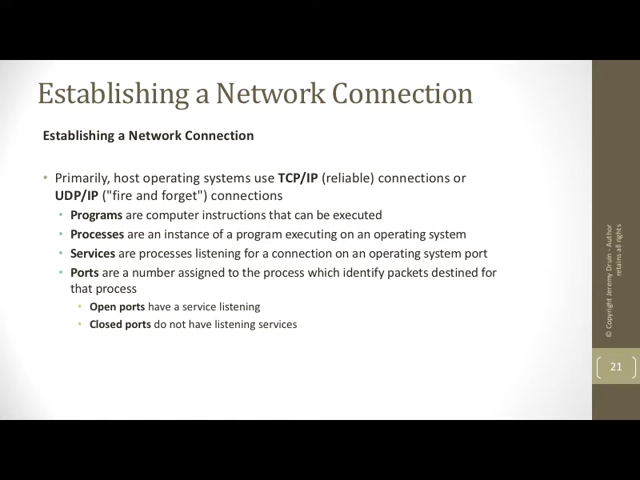 Establishing a Network Connection
Establishing a Network Connection
• Primarily, host operating systems use TCP/IP (reliable) connections or
UDP/IP ("fire and forget") connections
• Programs are computer instructions that can be executed
• Processes are an instance of a program executing on an operating system
• Services are processes listening for a connection on an operating system port
• Ports are a number assigned to the process which identify packets destined for
that process
• Open ports have a service listening
• Closed ports do not have listening services
© Copyright Jeremy Druin - Author
retains all rights
21